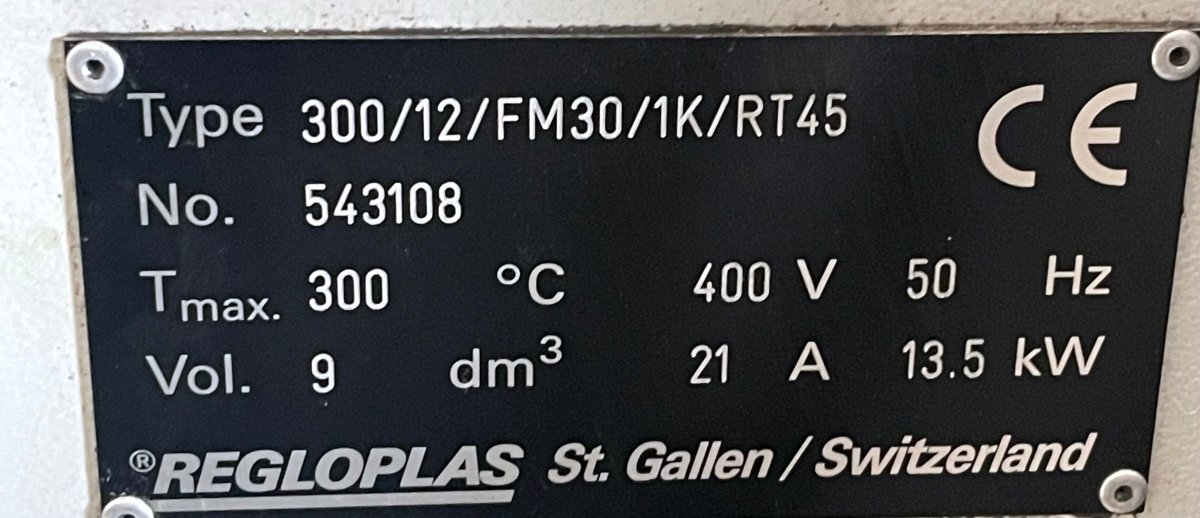 Type 300/12/FM30/1K/RT45 CE
No. 543108
Tmax. 300 °C 400 V 50 Hz
Vol. 9 dm³ 21 A 13.5 kW
®REGLOPLAS St. Gallen / Switzerland